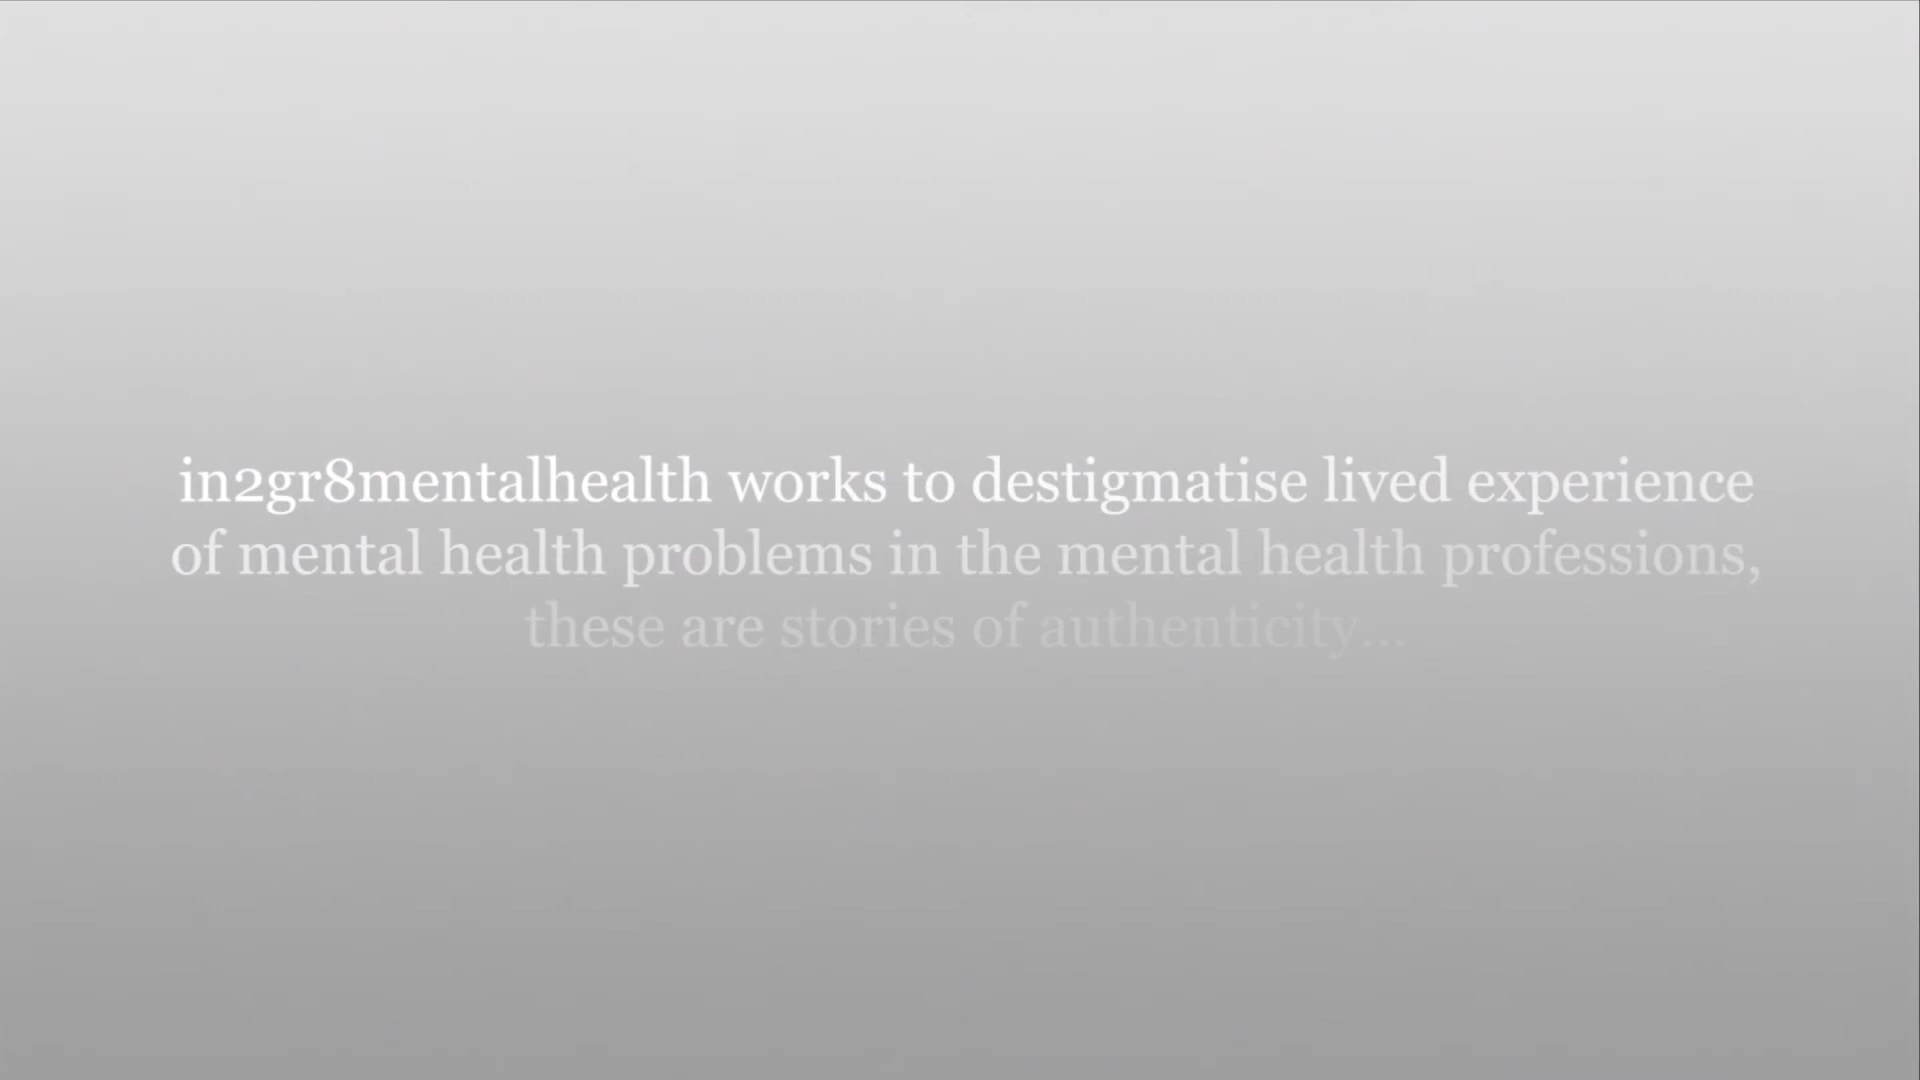 in2gr8mentalhealth works to destigmatise lived experience
of mental health problems in the mental health professions,
these are stories of authenticity...